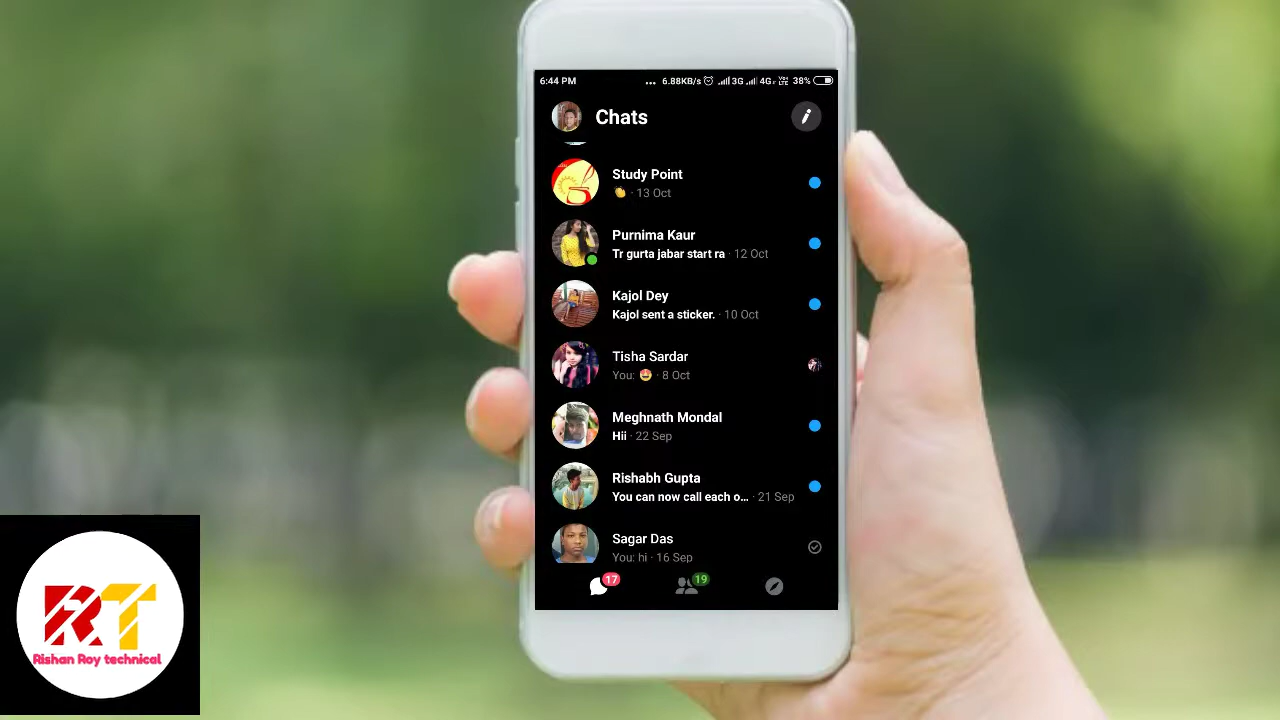 6:44 PM ... 6.88KB/s 3G 4G Vo LTE 38%
Chats
Study Point
👏 · 13 Oct
Purnima Kaur
Tr gurta jabar start ra · 12 Oct
Kajol Dey
Kajol sent a sticker. · 10 Oct
Tisha Sardar
You: 😍 · 8 Oct
Meghnath Mondal
Hii · 22 Sep
Rishabh Gupta
You can now call each o... · 21 Sep
Sagar Das
You: hi · 16 Sep
17 19
RT
Rishan Roy technical